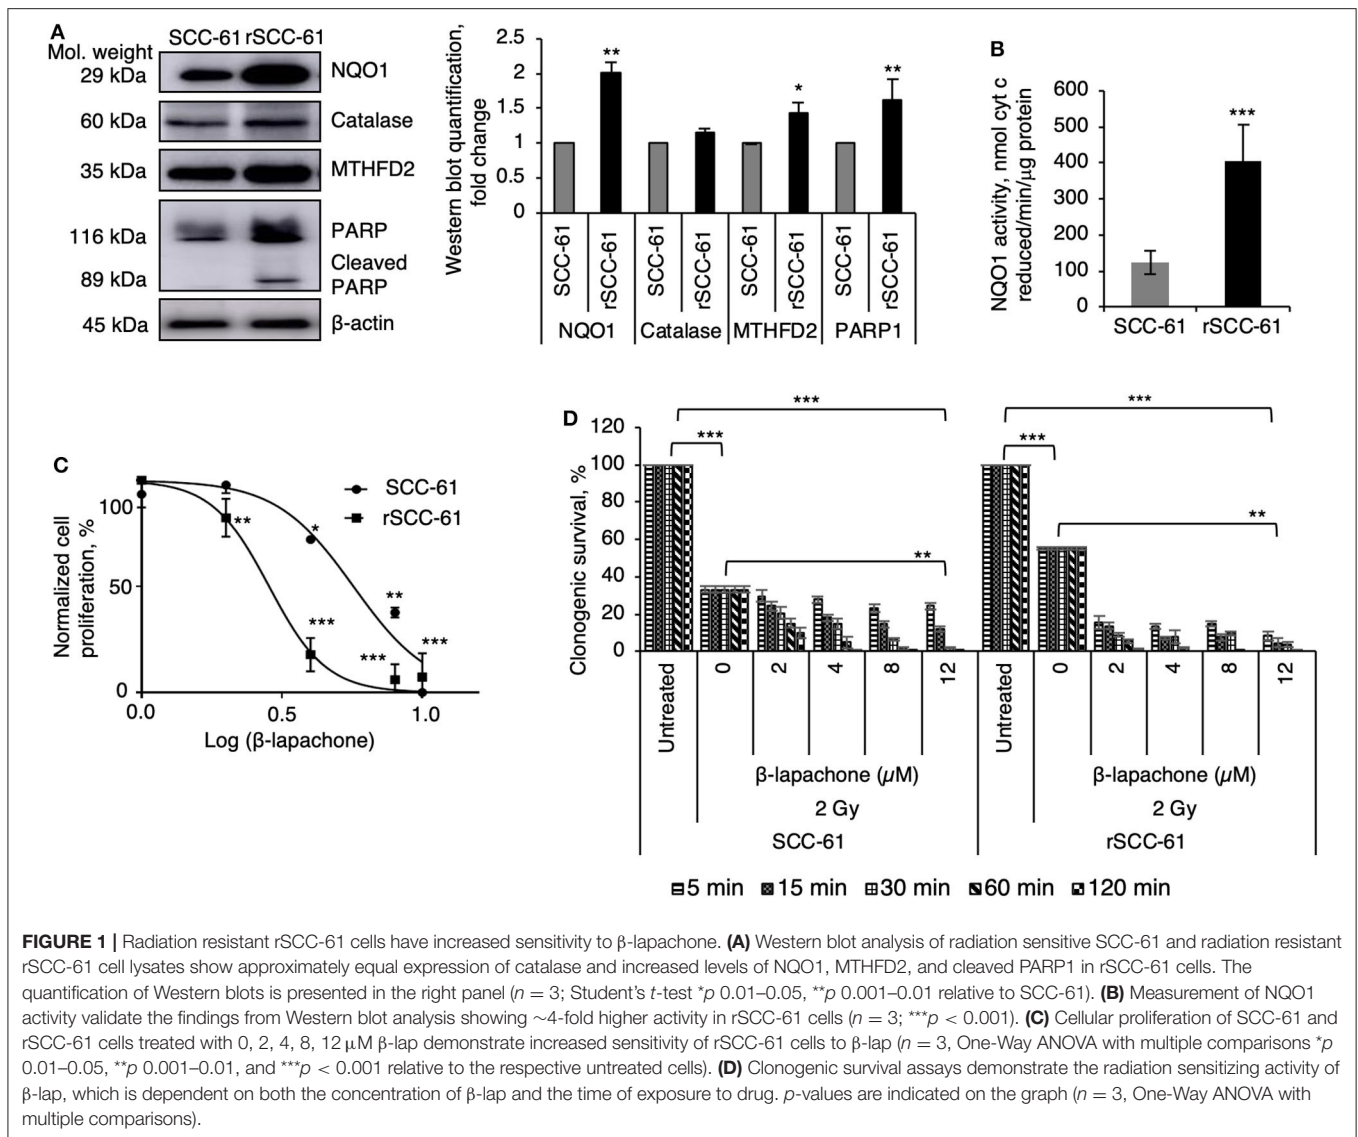 A
SCC-61 rSCC-61
Mol. weight
29 kDa
NQO1
60 kDa
Catalase
35 kDa
MTHFD2
116 kDa
PARP
Cleaved
PARP
89 kDa
45 kDa
β-actin
Western blot quantification,
fold change
2.5
2
1.5
1
0.5
0
**
*
**
SCC-61
rSCC-61
SCC-61
rSCC-61
SCC-61
rSCC-61
SCC-61
rSCC-61
NQO1
Catalase
MTHFD2
PARP1
B
NQO1 activity, nmol cyt c
reduced/min/µg protein
600
500
400
300
200
100
0
***
SCC-61
rSCC-61
C
Normalized cell
proliferation, %
100
50
0
0.0
0.5
1.0
Log (β-lapachone)
SCC-61
rSCC-61
**
*
***
**
***
***
D
Clonogenic survival, %
120
100
80
60
40
20
0
***
***
**
***
***
**
Untreated
0
2
4
8
12
Untreated
0
2
4
8
12
β-lapachone (µM)
β-lapachone (µM)
2 Gy
2 Gy
SCC-61
rSCC-61
5 min 15 min 30 min 60 min 120 min
FIGURE 1 | Radiation resistant rSCC-61 cells have increased sensitivity to β-lapachone. (A) Western blot analysis of radiation sensitive SCC-61 and radiation resistant
rSCC-61 cell lysates show approximately equal expression of catalase and increased levels of NQO1, MTHFD2, and cleaved PARP1 in rSCC-61 cells. The
quantification of Western blots is presented in the right panel (n = 3; Student's t-test *p 0.01–0.05, **p 0.001–0.01 relative to SCC-61). (B) Measurement of NQO1
activity validate the findings from Western blot analysis showing ~4-fold higher activity in rSCC-61 cells (n = 3; ***p < 0.001). (C) Cellular proliferation of SCC-61 and
rSCC-61 cells treated with 0, 2, 4, 8, 12 µM β-lap demonstrate increased sensitivity of rSCC-61 cells to β-lap (n = 3, One-Way ANOVA with multiple comparisons *p
0.01–0.05, **p 0.001–0.01, and ***p < 0.001 relative to the respective untreated cells). (D) Clonogenic survival assays demonstrate the radiation sensitizing activity of
β-lap, which is dependent on both the concentration of β-lap and the time of exposure to drug. p-values are indicated on the graph (n = 3, One-Way ANOVA with
multiple comparisons).